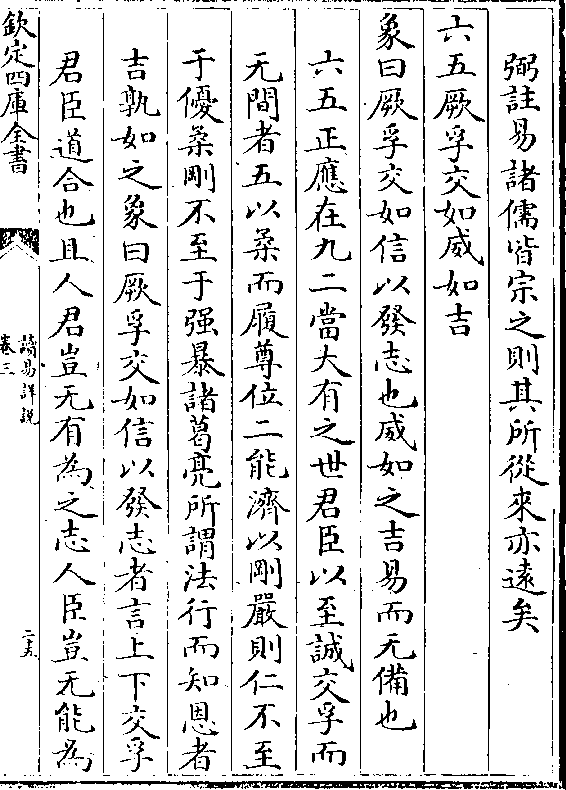 弼註易諸儒皆宗之則其所從來亦遠矣
六五厥孚交如威如吉
象曰厥孚交如信以發志也威如之吉易而无備也
六五正應在九二當大有之世君臣以至誠交孚而
无間者五以柔而履尊位二能濟以剛嚴則仁不至
于優柔剛不至于强暴諸葛亮所謂法行而知恩者
吉孰如之象曰厥孚交如信以發志者言上下交孚
君臣道合也且人君豈无有為之志人臣豈无能為
欽定四庫全書
讀易詳說
卷三
二五